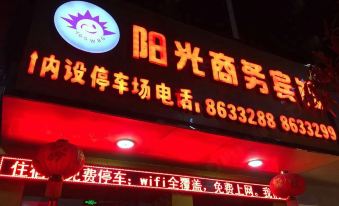 阳光商务宾馆
内设停车场电话:8633288 8633299
住宿 免费停车;wifi全覆盖,免费上网。我